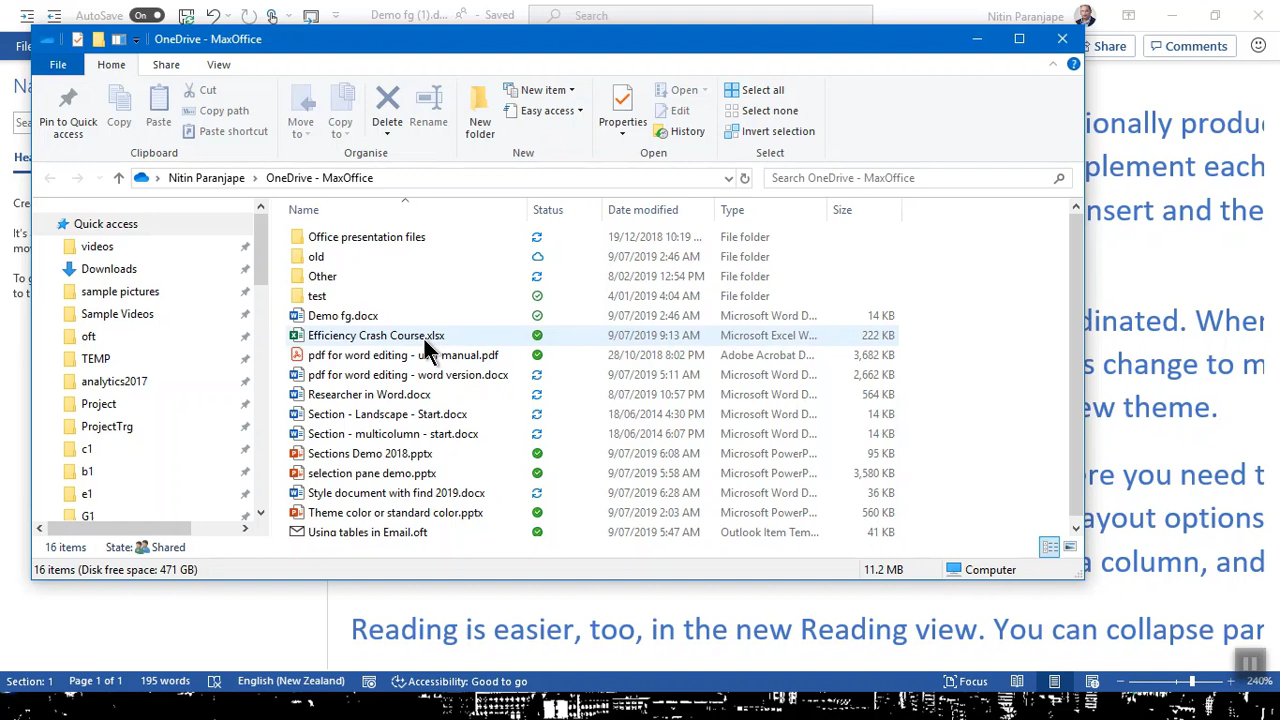 AutoSave On Demo fg (1).d... - Saved Search Nitin Paranjape
File Share Comments
OneDrive - MaxOffice
File Home Share View
Pin to Quick access Copy Paste Cut Copy path Paste shortcut Move to Copy to Delete Rename New folder New item Easy access Properties Open Edit History Select all Select none Invert selection
Clipboard Organise New Open Select
Nitin Paranjape > OneDrive - MaxOffice Search OneDrive - MaxOffice
Name Status Date modified Type Size
Quick access
videos
Downloads
sample pictures
Sample Videos
oft
TEMP
analytics2017
Project
ProjectTrg
c1
b1
e1
G1
Office presentation files 19/12/2018 10:19 ... File folder
old 9/07/2019 2:46 AM File folder
Other 8/02/2019 12:54 PM File folder
test 4/01/2019 4:04 AM File folder
Demo fg.docx 9/07/2019 2:46 AM Microsoft Word D... 14 KB
Efficiency Crash Course.xlsx 9/07/2019 9:13 AM Microsoft Excel W... 222 KB
pdf for word editing - manual.pdf 28/10/2018 8:02 PM Adobe Acrobat D... 3,682 KB
pdf for word editing - word version.docx 9/07/2019 5:11 AM Microsoft Word D... 2,662 KB
Researcher in Word.docx 8/07/2019 10:57 PM Microsoft Word D... 564 KB
Section - Landscape - Start.docx 18/06/2014 4:30 PM Microsoft Word D... 14 KB
Section - multicolumn - start.docx 18/06/2014 6:07 PM Microsoft Word D... 14 KB
Sections Demo 2018.pptx 9/07/2019 6:08 AM Microsoft PowerP... 95 KB
selection pane demo.pptx 9/07/2019 5:58 AM Microsoft PowerP... 3,580 KB
Style document with find 2019.docx 9/07/2019 6:28 AM Microsoft Word D... 36 KB
Theme color or standard color.pptx 9/07/2019 2:03 AM Microsoft PowerP... 560 KB
Using tables in Email.oft 9/07/2019 5:47 AM Outlook Item Tem... 41 KB
16 items State: Shared
16 items (Disk free space: 471 GB) 11.2 MB Computer
ionally produ
plement each
nsert and the
dinated. When
s change to m
ew theme.
ere you need t
ayout options
a column, and
Reading is easier, too, in the new Reading view. You can collapse par
Section: 1 Page 1 of 1 195 words English (New Zealand) Accessibility: Good to go Focus 240%